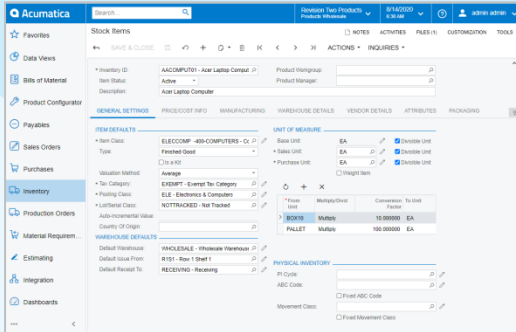 Acumatica
Search...
Revision Two Products
Products Wholesale
8/14/2020
6:38 AM
admin admin
Favorites
Data Views
Bills of Material
Product Configurator
Payables
Sales Orders
Purchases
Inventory
Production Orders
Material Requirem...
Estimating
Integration
Dashboards
Stock Items
NOTES ACTIVITIES FILES(1) CUSTOMIZATION TOOLS
SAVE & CLOSE ACTIONS INQUIRIES
* Inventory ID: AACOMPUT01 - Acer Laptop Comput
Product Workgroup:
Item Status: Active
Product Manager:
Description: Acer Laptop Computer
GENERAL SETTINGS PRICE/COST INFO MANUFACTURING WAREHOUSE DETAILS VENDOR DETAILS ATTRIBUTES PACKAGING
ITEM DEFAULTS
* Item Class: ELECCOMP -400-COMPUTERS - Cc
Type: Finished Good
Is a Kit
Valuation Method: Average
* Tax Category: EXEMPT - Exempt Tax Category
* Posting Class: ELE - Electronics & Computers
* Lot/Serial Class: NOTTRACKED - Not Tracked
Auto-Incremental Value:
Country Of Origin:
WAREHOUSE DEFAULTS
Default Warehouse: WHOLESALE - Wholesale Warehouse
Default Issue From: R1S1 - Row 1 Shelf 1
Default Receipt To: RECEIVING - Receiving
UNIT OF MEASURE
* Base Unit: EA Divisible Unit
* Sales Unit: EA Divisible Unit
* Purchase Unit: EA Divisible Unit
Weight Item
* From Unit Multiply/Divid Conversion Factor To Unit
BOX10 Multiply 10.000000 EA
PALLET Multiply 100.000000 EA
PHYSICAL INVENTORY
PI Cycle:
ABC Code:
Fixed ABC Code
Movement Class:
Fixed Movement Class